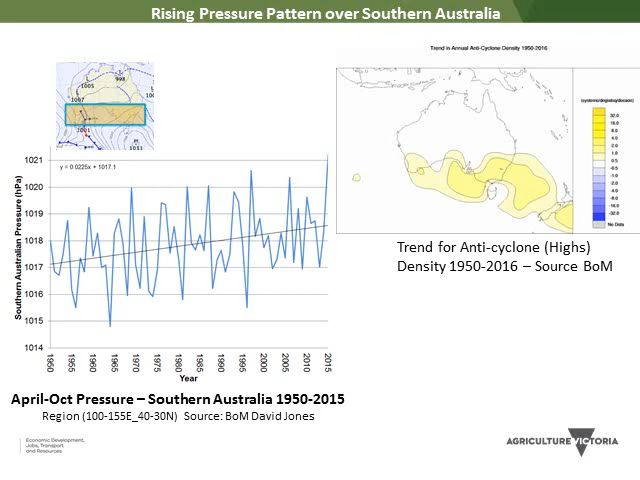 Rising Pressure Pattern over Southern Australia
Trend in Annual Anti-Cyclone Density 1950-2016
998
1005
1007
1001
1011
L
L
H
1021
1020
1019
1018
1017
1016
1015
1014
y = 0.0225x + 1017.1
Southern Australian Pressure (hPa)
1950
1955
1960
1965
1970
1975
1980
1985
1990
1995
2000
2005
2010
2015
Year
32.0
16.0
8.0
4.0
2.0
1.0
0.5
-0.5
-1.0
-2.0
-4.0
-8.0
-16.0
-32.0
No Data
Trend for Anti-cyclone (Highs)
Density 1950-2016 – Source BoM
April-Oct Pressure – Southern Australia 1950-2015
Region (100-155E_40-30N) Source: BoM David Jones
Economic Development,
Jobs, Transport
and Resources
AGRICULTURE VICTORIA